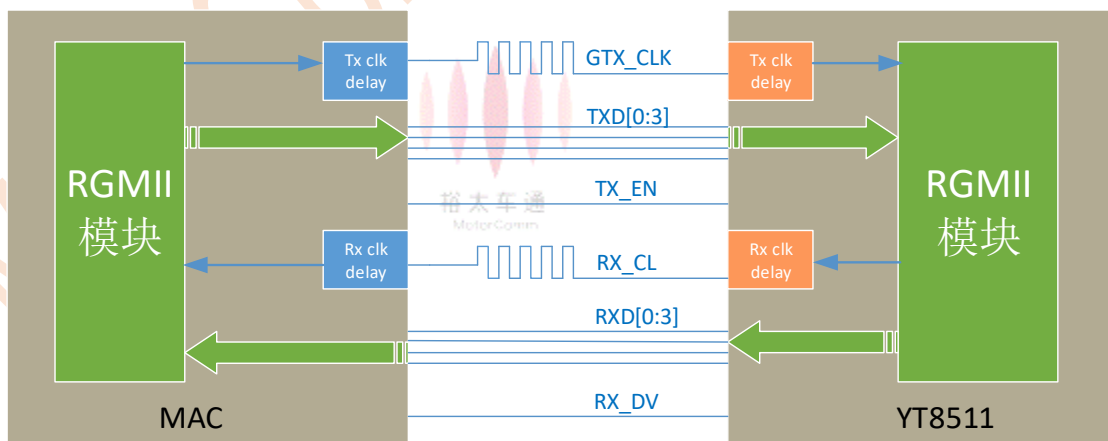 Tx clk
delay
GTX_CLK
Tx clk
delay
TXD[0:3]
RGMII
模块
RGMII
模块
TX_EN
裕太车通
MotorComm
Rx clk
delay
RX_CL
Rx clk
delay
RXD[0:3]
RX_DV
MAC
YT8511